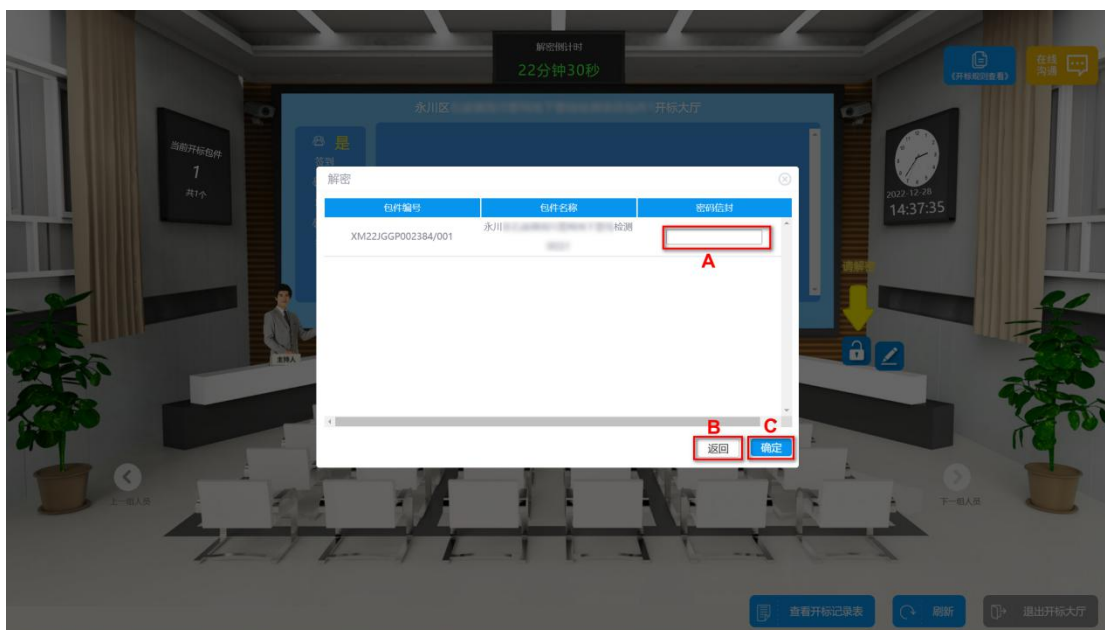 解密倒计时
22分钟30秒
《开标规则查看》
在线
沟通
永川区
开标大厅
当前开标包件
1
共1个
是
签到
2022-12-28
14:37:35
解密
包件编号
包件名称
密码信封
XM22JGGP002384/001
永川
检测
A
请解密
主持人
B
C
返回
确定
上一组人员
下一组人员
查看开标记录表
刷新
退出开标大厅